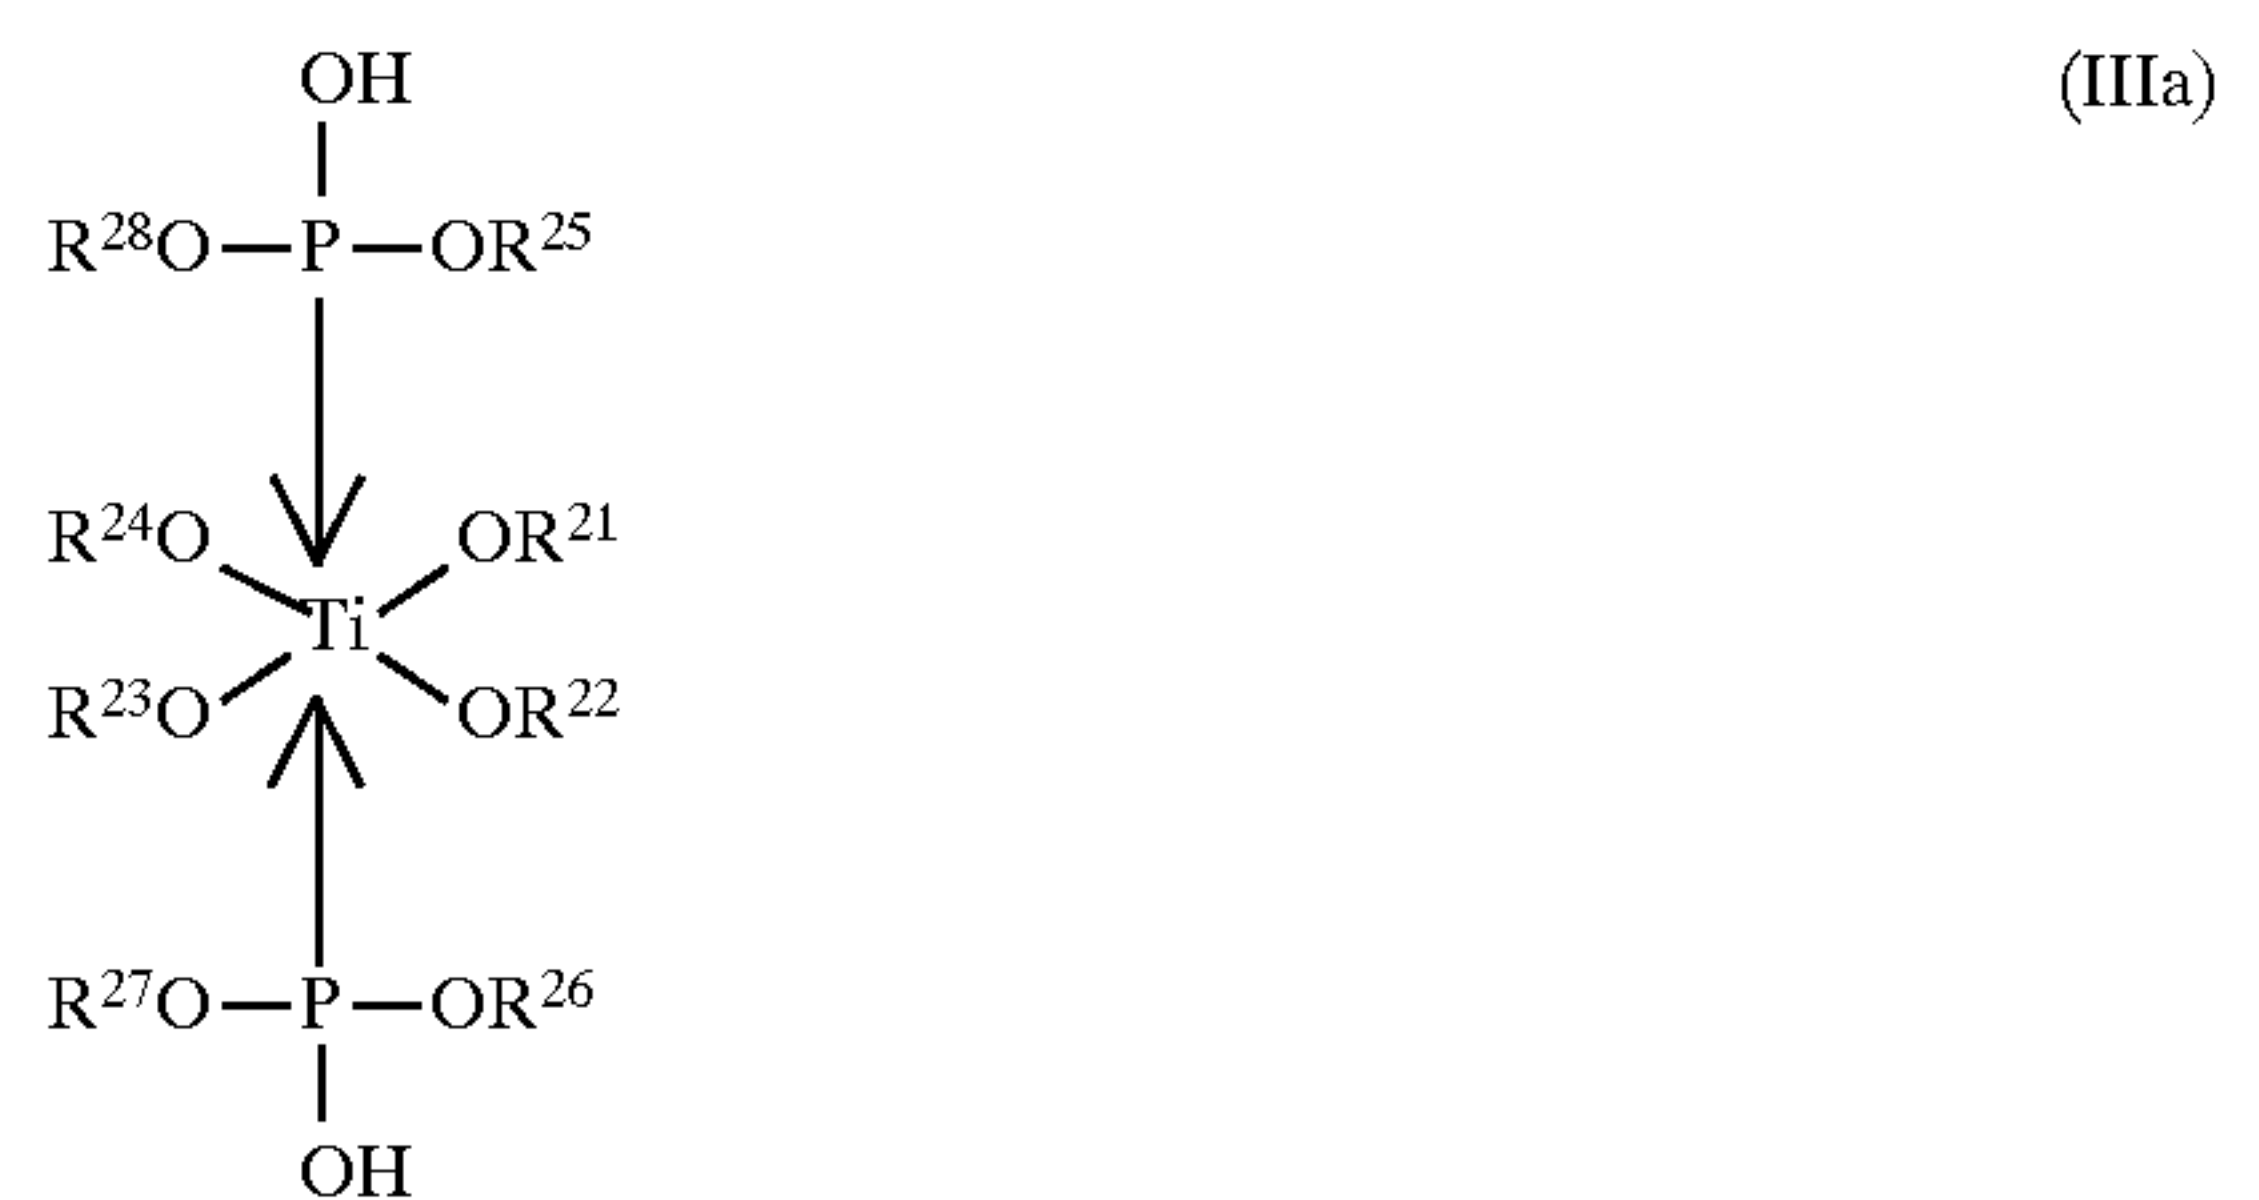 OH (IIIa)
R²⁸O—P—OR²⁵
R²⁴O OR²¹
Ti
R²³O OR²²
R²⁷O—P—OR²⁶
OH